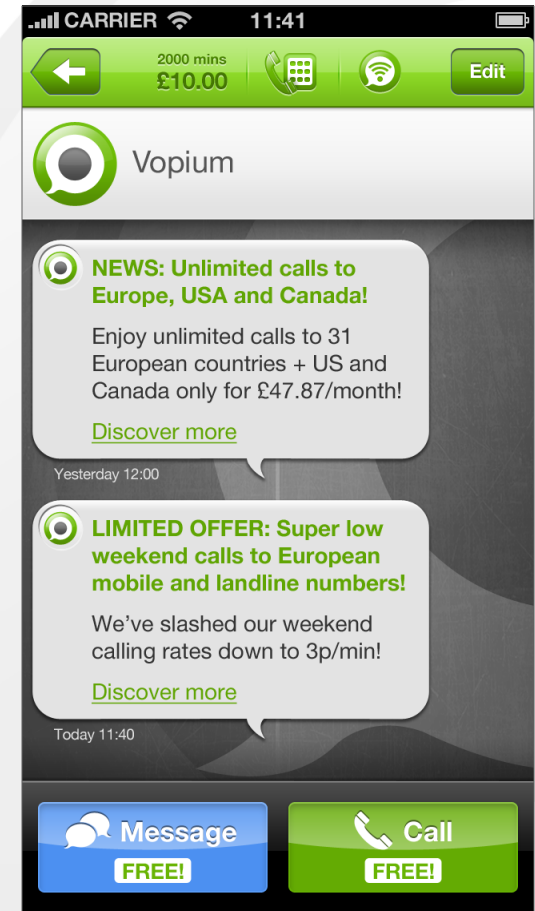 CARRIER 11:41
2000 mins
£10.00
Edit
Vopium
NEWS: Unlimited calls to
Europe, USA and Canada!
Enjoy unlimited calls to 31
European countries + US and
Canada only for £47.87/month!
Discover more
Yesterday 12:00
LIMITED OFFER: Super low
weekend calls to European
mobile and landline numbers!
We’ve slashed our weekend
calling rates down to 3p/min!
Discover more
Today 11:40
Message
FREE!
Call
FREE!